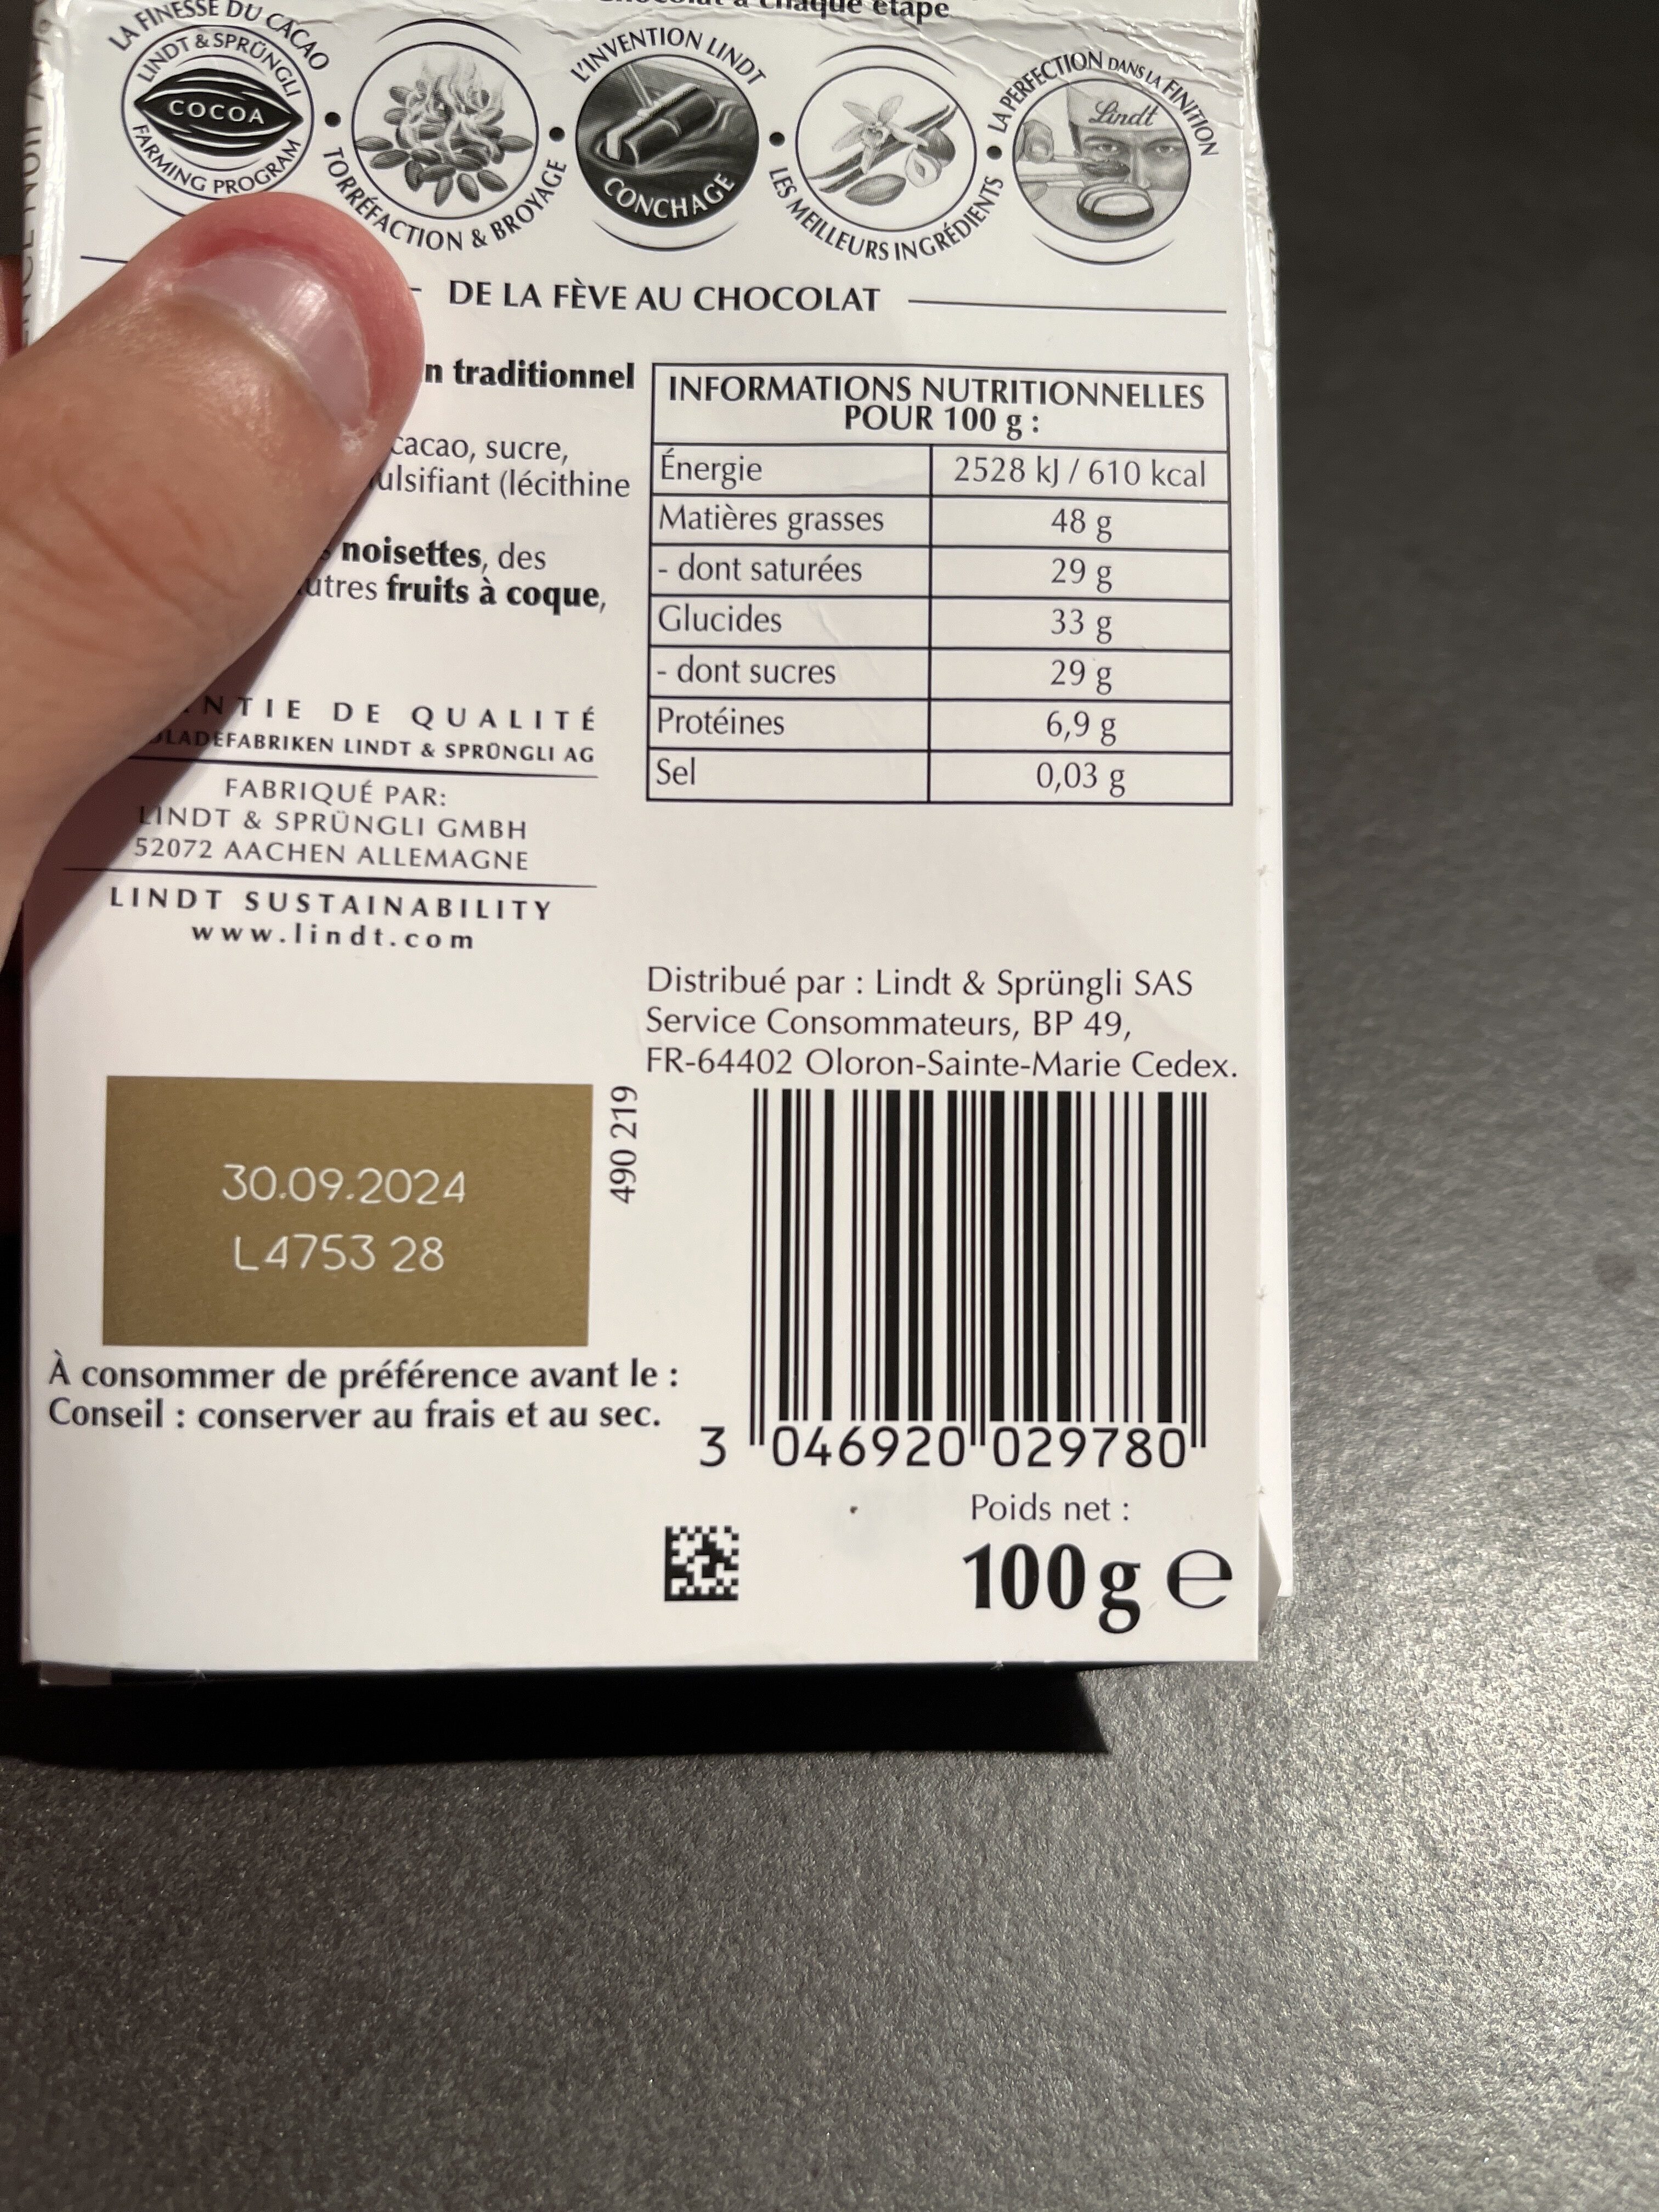 chaque étape
LA FINESSE DU CACAO
LINDT & SPRÜNGLI
COCOA
FARMING PROGRAM
TORRÉFACTION & BROYAGE
L'INVENTION LINDT
CONCHAGE
LES MEILLEURS INGRÉDIENTS
LA PERFECTION DANS LA FINITION
Lindt
DE LA FÈVE AU CHOCOLAT
traditionnel
cacao, sucre,
(lécithine
noisettes, des
fruits à coque,
DE QUALITÉ
LINDT & SPRÜNGLI AG
FABRIQUÉ PAR:
LINDT & SPRÜNGLI GMBH
52072 AACHEN ALLEMAGNE
LINDT SUSTAINABILITY
www.lindt.com
INFORMATIONS NUTRITIONNELLES
POUR 100 g :
Énergie 2528 kJ / 610 kcal
Matières grasses 48 g
- dont saturées 29 g
Glucides 33 g
- dont sucres 29 g
Protéines 6,9 g
Sel 0,03 g
Distribué par : Lindt & Sprüngli SAS
Service Consommateurs, BP 49,
FR-64402 Oloron-Sainte-Marie Cedex.
30.09.2024
L4753 28
490 219
À consommer de préférence avant le :
Conseil : conserver au frais et au sec.
3 046920 029780
Poids net :
100 g e